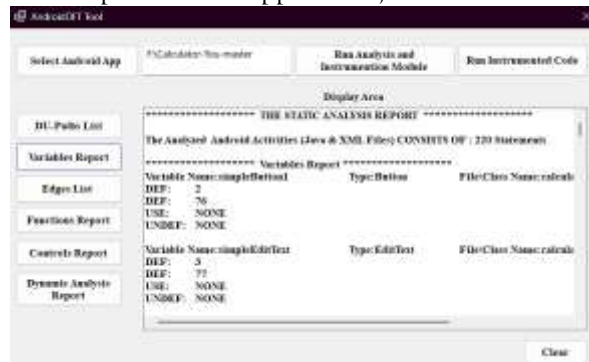 AndroidDFT Tool
Select Android App
F:\Calculator-You-master
Run Analysis and
Instrumention Module
Run Instrumented Code
Display Area
DU-Paths List
Variables Report
Edges List
Functions Report
Controls Report
Dynamic Analysis
Report
******************** THE STATIC ANALYSIS REPORT ********************
The Analyzed Android Activities (Java & XML Files) CONSISTS OF : 220 Statements
******************** Variables Report ********************
Variable Name:simpleButton1 Type:Button File\Class Name:calcule
DEF: 2
DEF: 76
USE: NONE
UNDEF: NONE
Variable Name:simpleEditText Type:EditText File\Class Name:calcule
DEF: 3
DEF: 77
USE: NONE
UNDEF: NONE
Clear